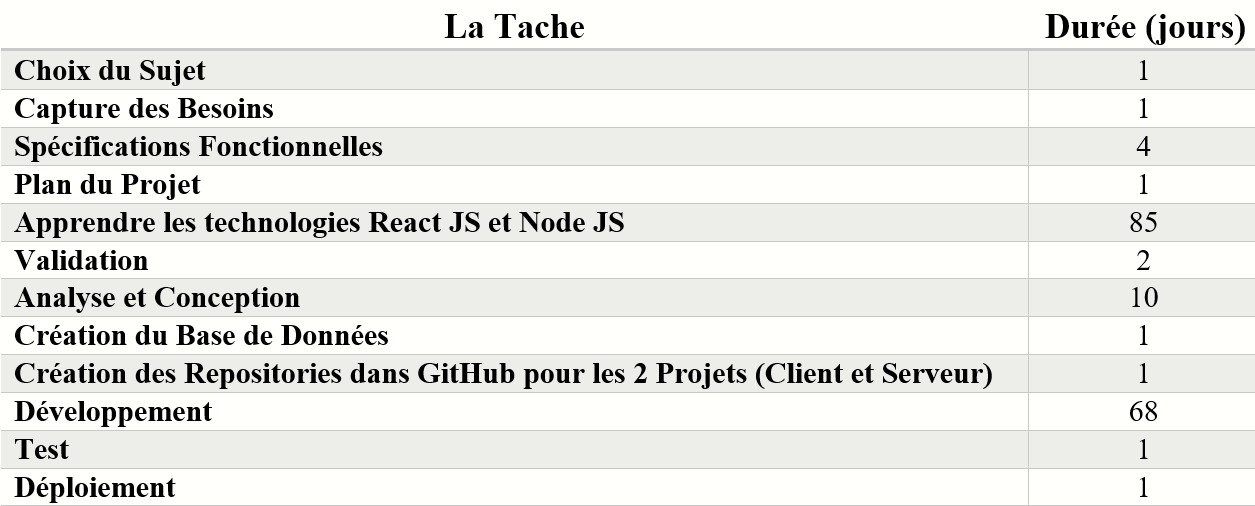 La Tache Durée (jours)
Choix du Sujet 1
Capture des Besoins 1
Spécifications Fonctionnelles 4
Plan du Projet 1
Apprendre les technologies React JS et Node JS 85
Validation 2
Analyse et Conception 10
Création du Base de Données 1
Création des Repositories dans GitHub pour les 2 Projets (Client et Serveur) 1
Développement 68
Test 1
Déploiement 1